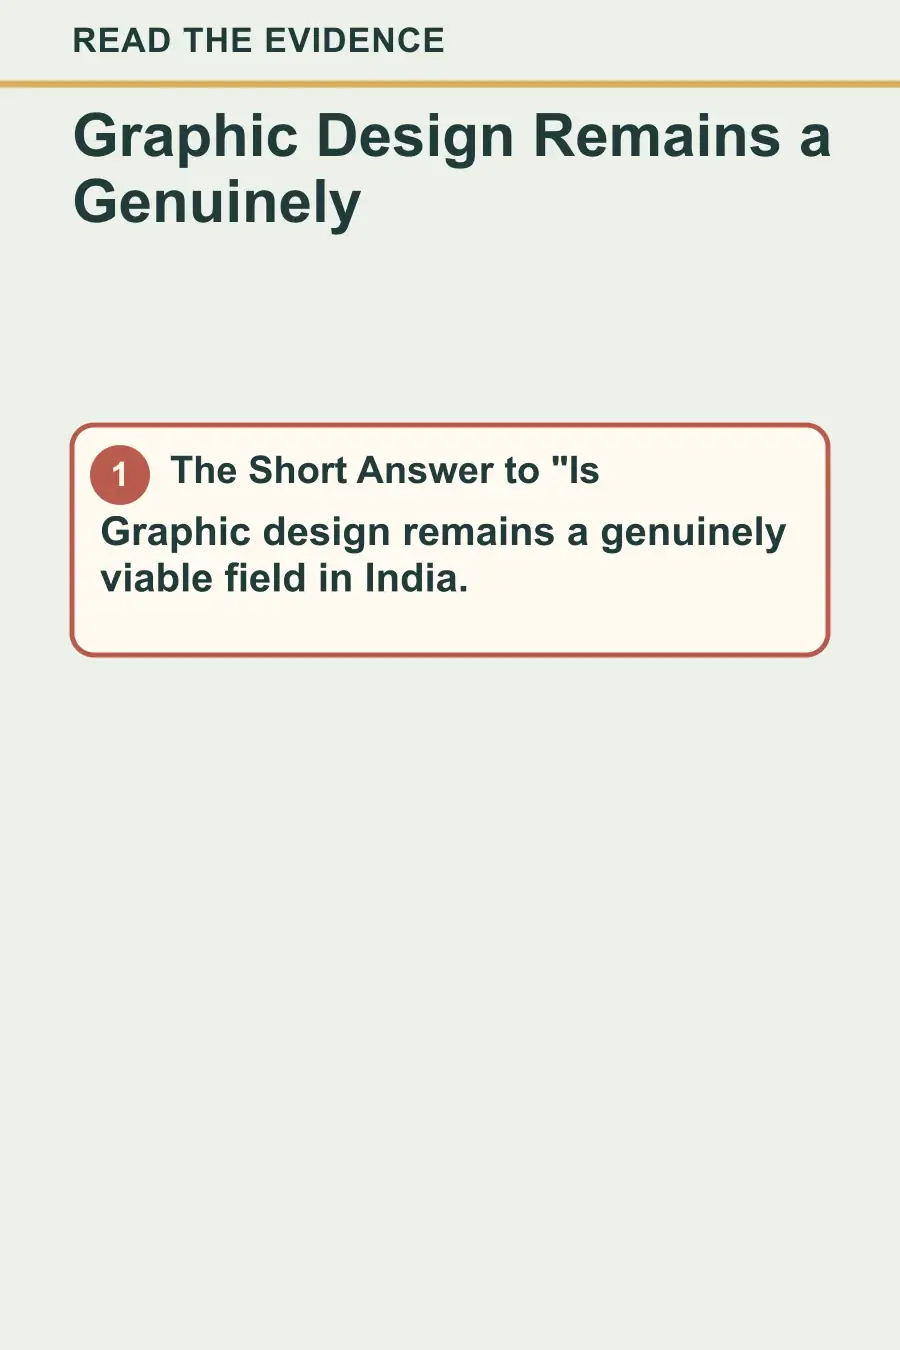 READ THE EVIDENCE
Graphic Design Remains a
Genuinely
1 The Short Answer to "Is
Graphic design remains a genuinely
viable field in India.